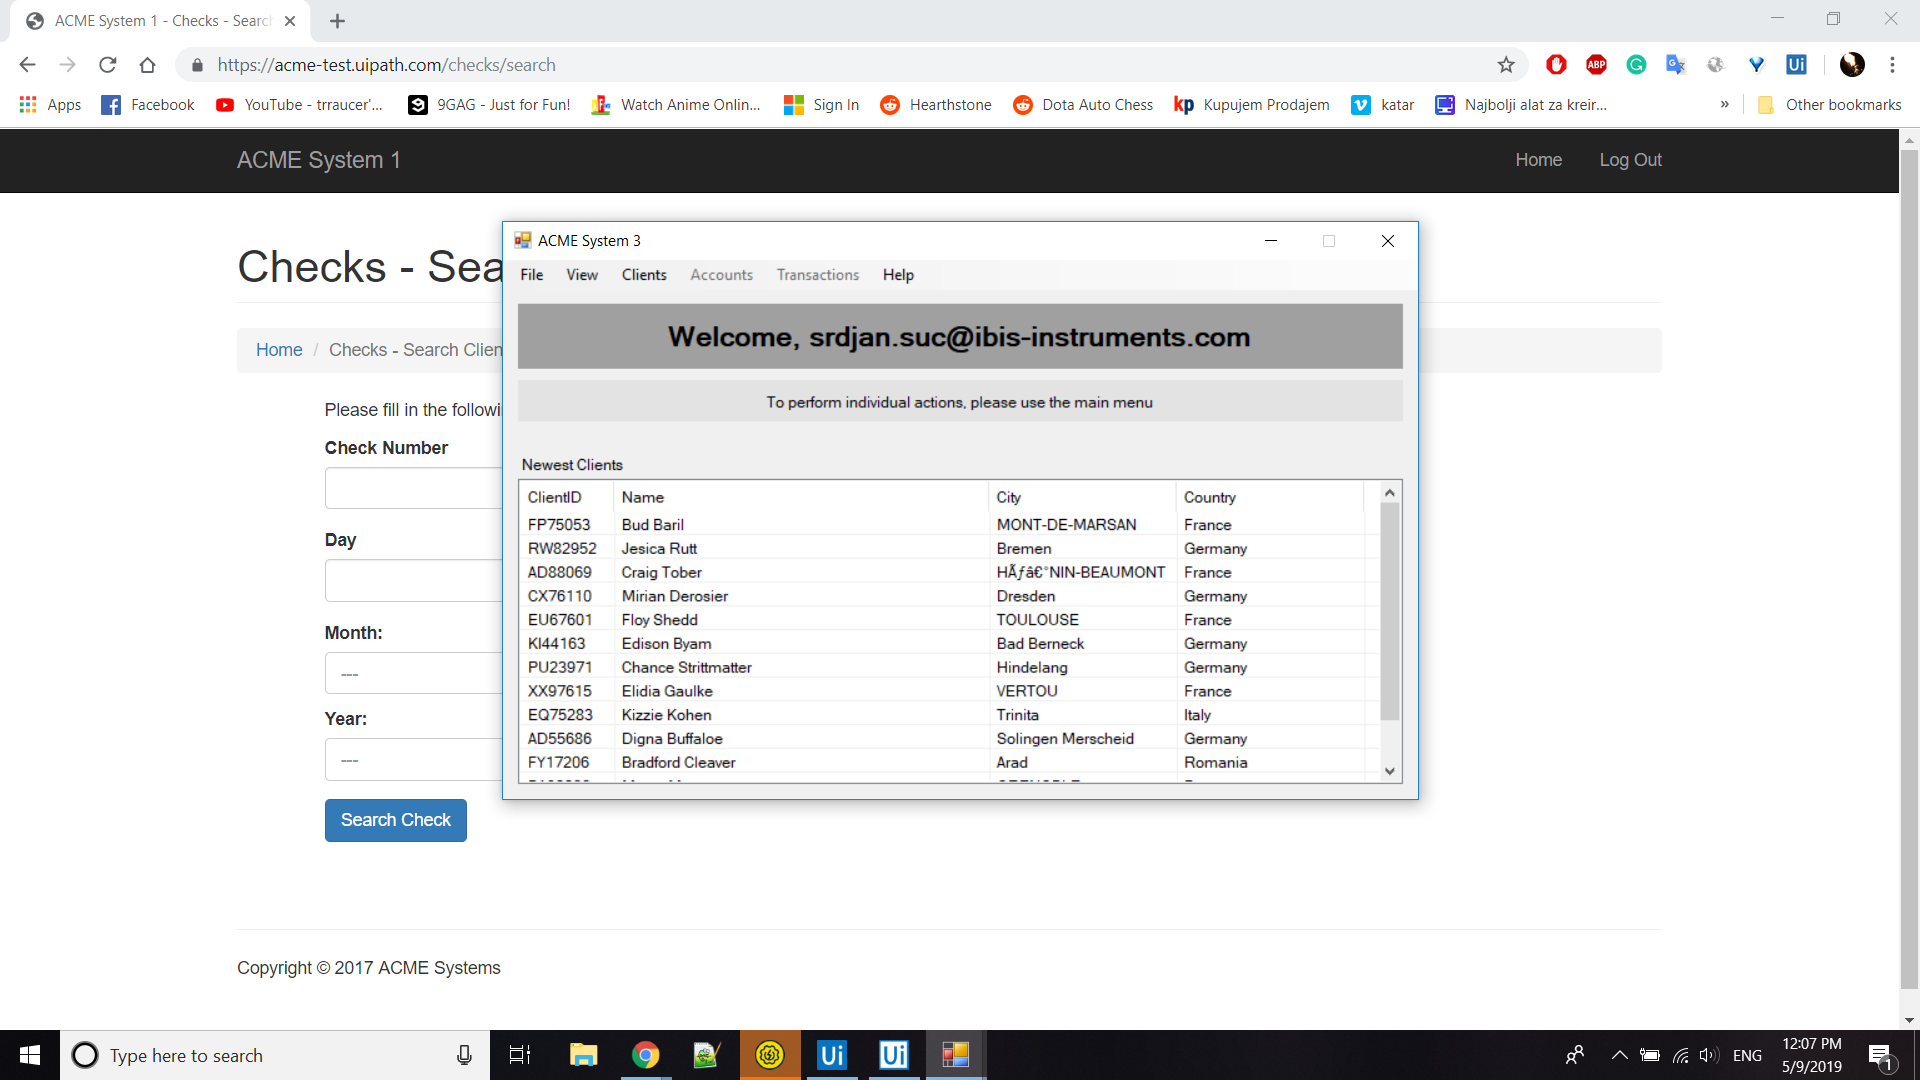 ACME System 1 - Checks - Search
https://acme-test.uipath.com/checks/search
Apps Facebook YouTube - trraucer'... 9GAG - Just for Fun! Watch Anime Onlin... Sign In Hearthstone Dota Auto Chess Kupujem Prodajem katar Najbolji alat za kreir... » Other bookmarks
ACME System 1 Home Log Out
Checks - Sea
Home / Checks - Search Clien
Please fill in the followi
Check Number
Day
Month:
---
Year:
---
Search Check
Copyright © 2017 ACME Systems
ACME System 3
File View Clients Accounts Transactions Help
Welcome, srdjan.suc@ibis-instruments.com
To perform individual actions, please use the main menu
Newest Clients
ClientID Name City Country
FP75053 Bud Baril MONT-DE-MARSAN France
RW82952 Jesica Rutt Bremen Germany
AD88069 Craig Tober HÃƒâ€°NIN-BEAUMONT France
CX76110 Mirian Derosier Dresden Germany
EU67601 Floy Shedd TOULOUSE France
KI44163 Edison Byam Bad Berneck Germany
PU23971 Chance Strittmatter Hindelang Germany
XX97615 Elidia Gaulke VERTOU France
EQ75283 Kizzie Kohen Trinita Italy
AD55686 Digna Buffaloe Solingen Merscheid Germany
FY17206 Bradford Cleaver Arad Romania
Type here to search
ENG
12:07 PM
5/9/2019
1